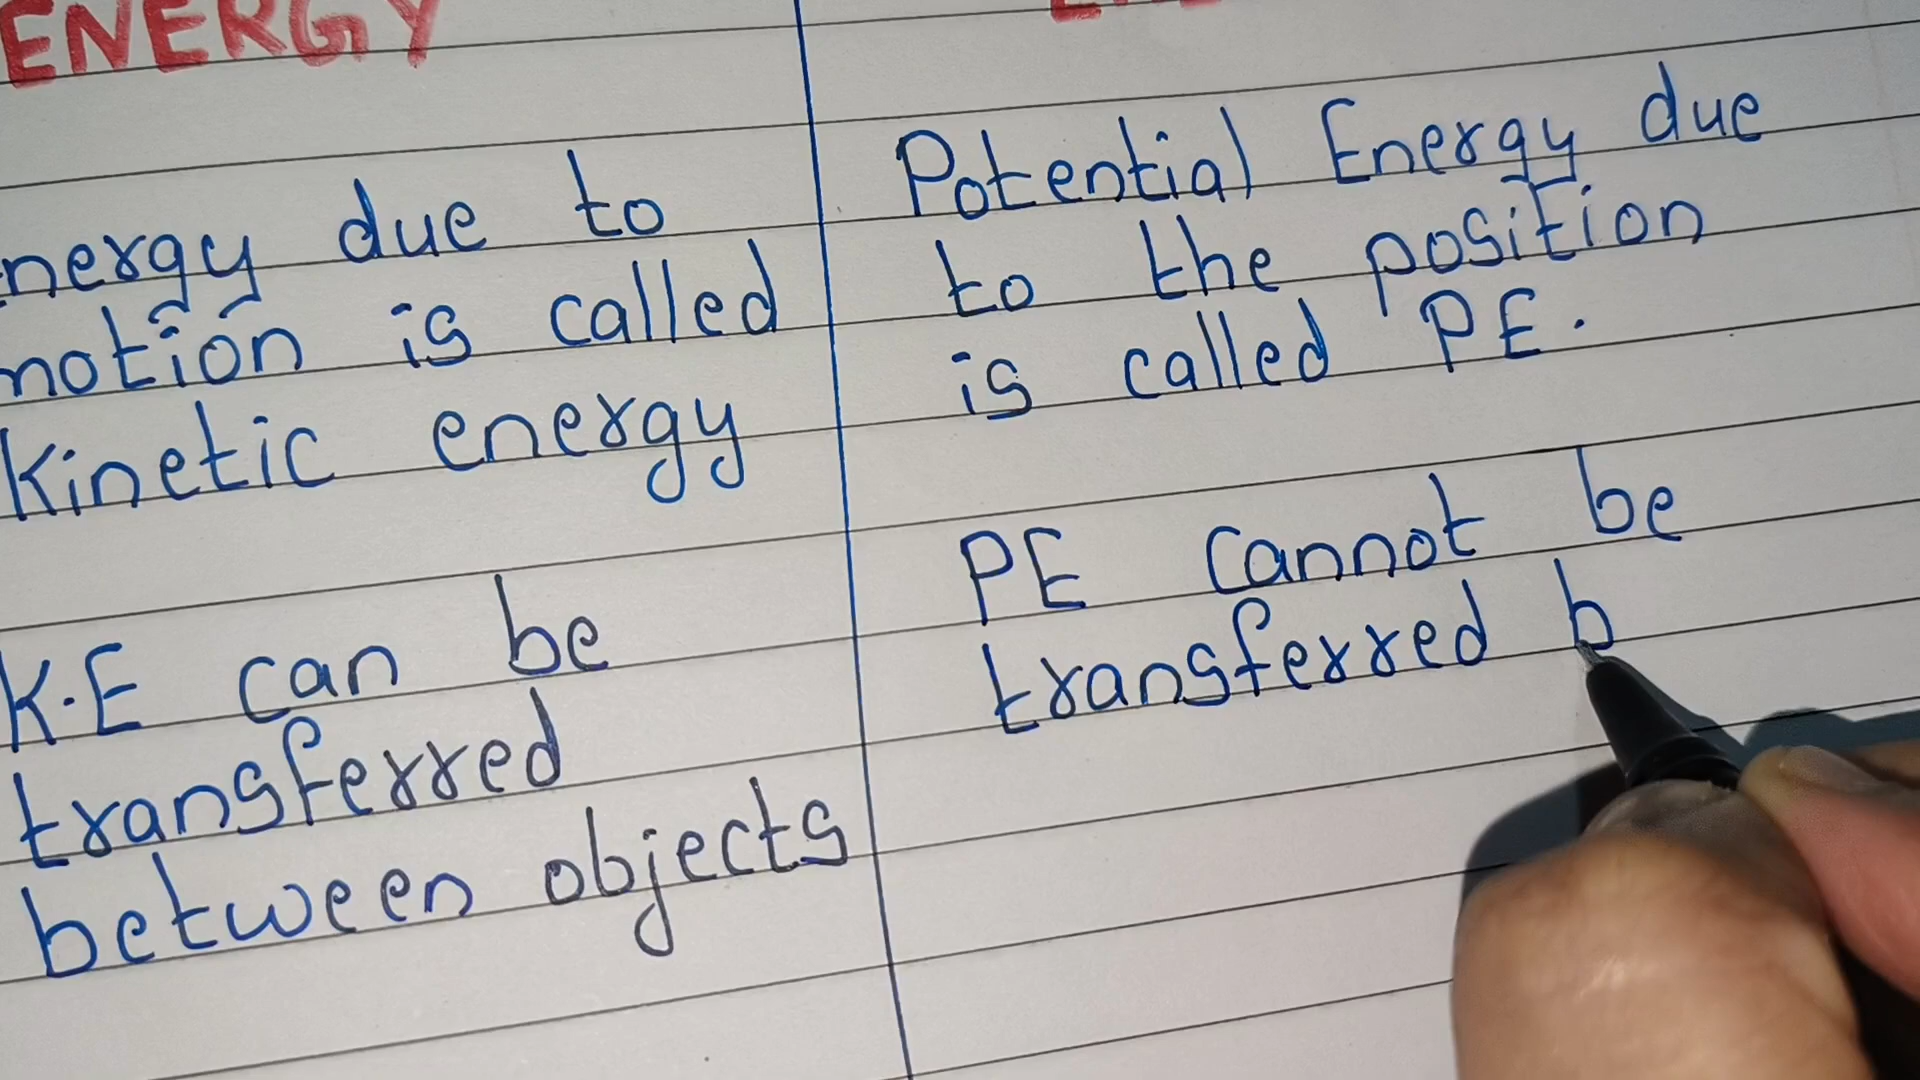 ENERGY
nergy due to
motion is called
Kinetic energy
K.E can be
transferred
between objects
Potential Energy due
to the position
is called PE.
PE cannot be
transferred b